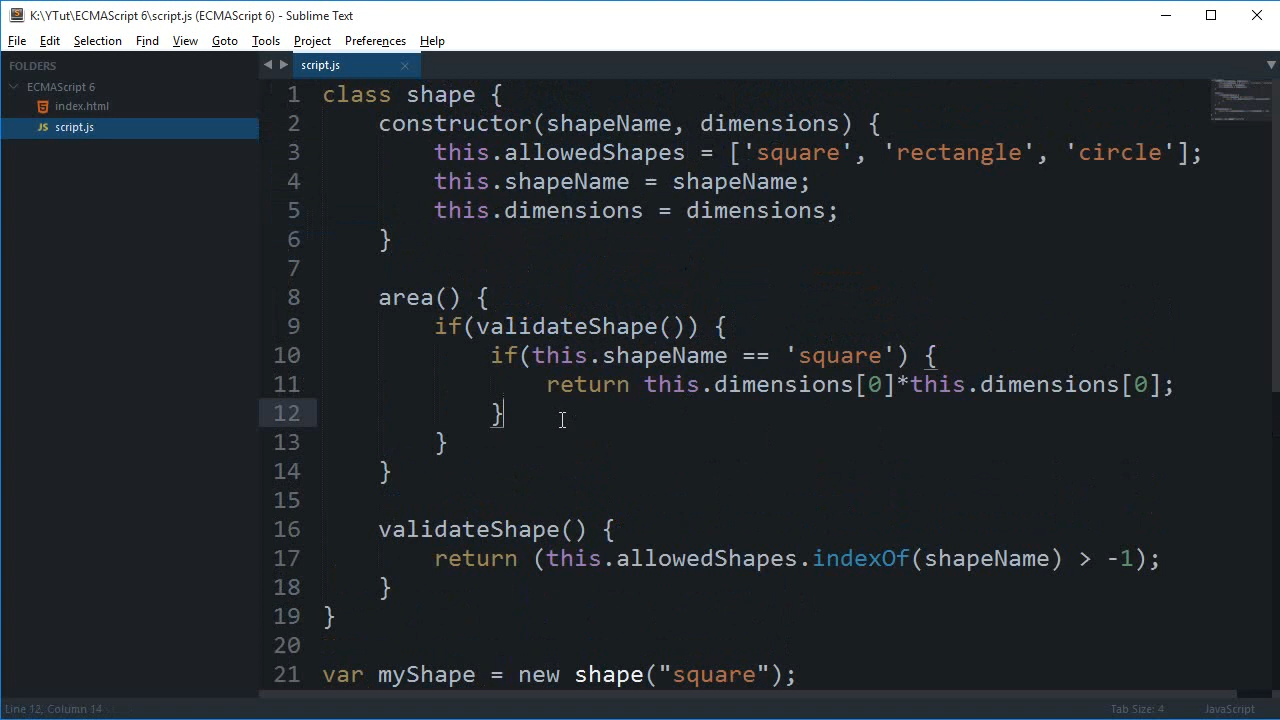 K:\YTut\ECMAScript 6\script.js (ECMAScript 6) - Sublime Text
File Edit Selection Find View Goto Tools Project Preferences Help
FOLDERS
ECMAScript 6
index.html
JS script.js
script.js
1 class shape {
2 constructor(shapeName, dimensions) {
3 this.allowedShapes = ['square', 'rectangle', 'circle'];
4 this.shapeName = shapeName;
5 this.dimensions = dimensions;
6 }
7
8 area() {
9 if(validateShape()) {
10 if(this.shapeName == 'square') {
11 return this.dimensions[0]*this.dimensions[0];
12 }
13 }
14 }
15
16 validateShape() {
17 return (this.allowedShapes.indexOf(shapeName) > -1);
18 }
19 }
20
21 var myShape = new shape("square");
Line 12, Column 14
Tab Size: 4
JavaScript